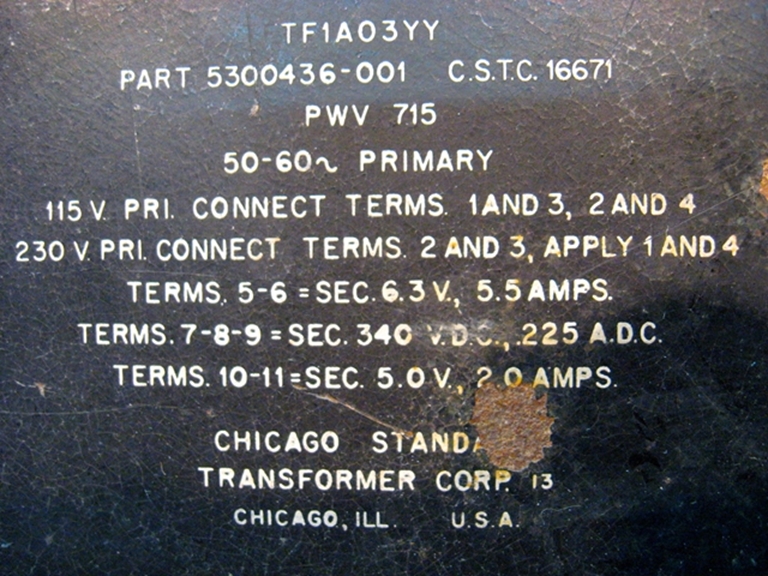 TF1A03YY
PART 5300436-001 C.S.T.C. 16671
PWV 715
50-60~ PRIMARY
115 V. PRI. CONNECT TERMS. 1 AND 3, 2 AND 4
230 V. PRI. CONNECT TERMS. 2 AND 3, APPLY 1 AND 4
TERMS. 5-6 = SEC. 6.3 V., 5.5 AMPS.
TERMS. 7-8-9 = SEC. 340 V.D.C., .225 A.D.C.
TERMS. 10-11 = SEC. 5.0 V., 2.0 AMPS.
CHICAGO
TRANSFORMER CORP. 13
CHICAGO, ILL. U.S.A.